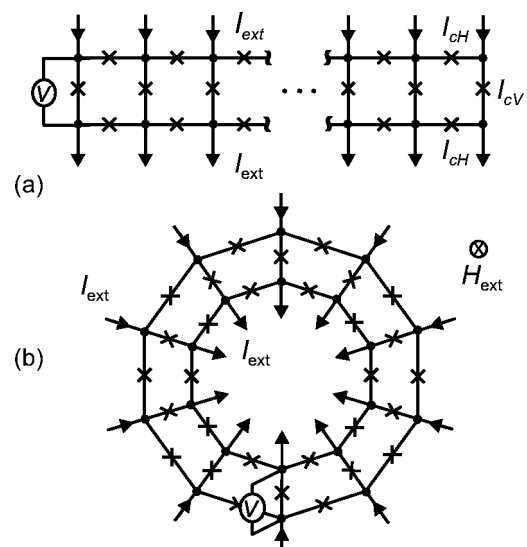 I_ext I_cH
V I_cV
...
I_ext I_cH
(a)
I_ext ⊗
H_ext
I_ext
(b)
V